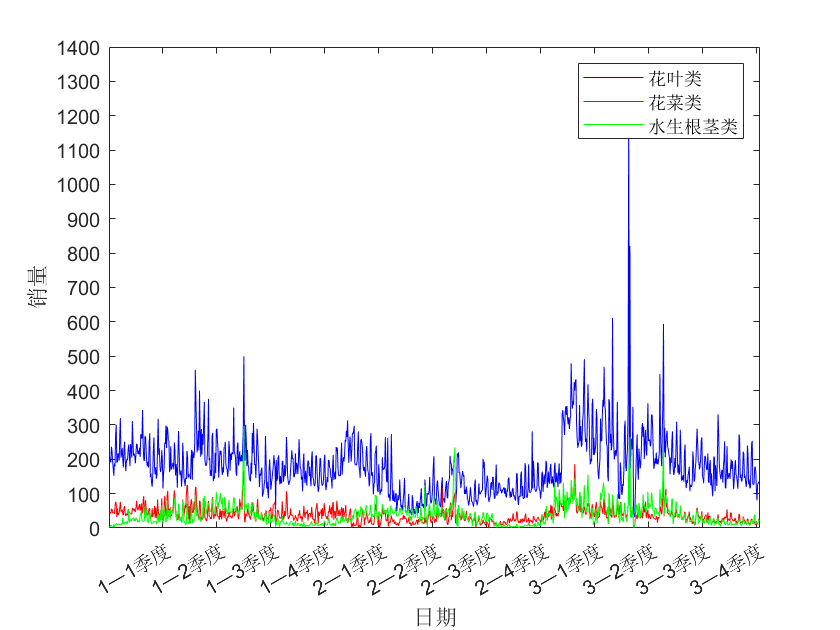 1400
1300
1200
1100
1000
900
800
700
600
500
400
300
200
100
0
销量
花叶类
花菜类
水生根茎类
1—1季度
1—2季度
1—3季度
1—4季度
2—1季度
2—2季度
2—3季度
2—4季度
3—1季度
3—2季度
3—3季度
3—4季度
日期